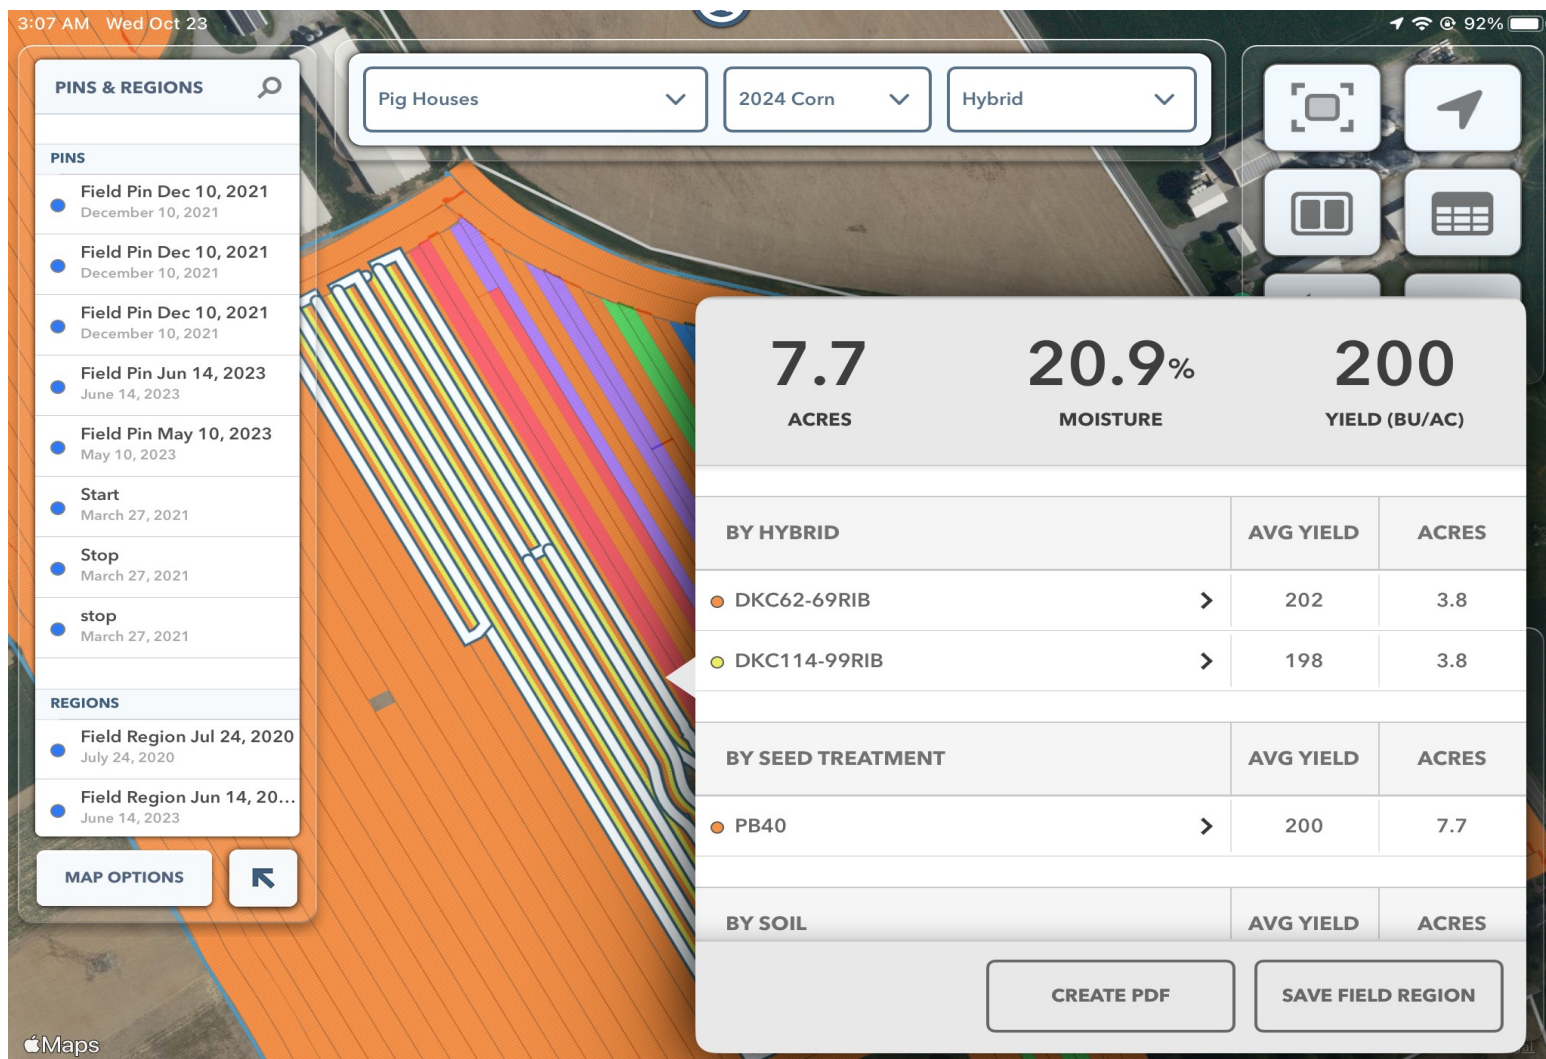 3:07 AM Wed Oct 23
92%
PINS & REGIONS
PINS
Field Pin Dec 10, 2021
December 10, 2021
Field Pin Dec 10, 2021
December 10, 2021
Field Pin Dec 10, 2021
December 10, 2021
Field Pin Jun 14, 2023
June 14, 2023
Field Pin May 10, 2023
May 10, 2023
Start
March 27, 2021
Stop
March 27, 2021
stop
March 27, 2021
REGIONS
Field Region Jul 24, 2020
July 24, 2020
Field Region Jun 14, 20...
June 14, 2023
MAP OPTIONS
Maps
Pig Houses
2024 Corn
Hybrid
7.7 20.9% 200
ACRES MOISTURE YIELD (BU/AC)
BY HYBRID AVG YIELD ACRES
DKC62-69RIB 202 3.8
DKC114-99RIB 198 3.8
BY SEED TREATMENT AVG YIELD ACRES
PB40 200 7.7
BY SOIL AVG YIELD ACRES
CREATE PDF SAVE FIELD REGION